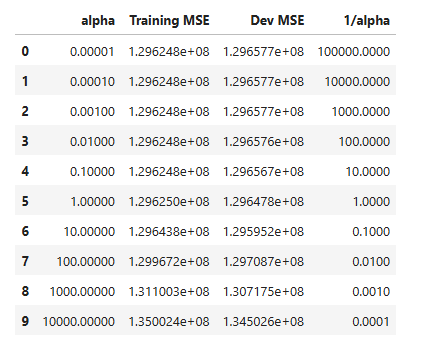 alpha Training MSE Dev MSE 1/alpha
0 0.00001 1.296248e+08 1.296577e+08 100000.0000
1 0.00010 1.296248e+08 1.296577e+08 10000.0000
2 0.00100 1.296248e+08 1.296577e+08 1000.0000
3 0.01000 1.296248e+08 1.296576e+08 100.0000
4 0.10000 1.296248e+08 1.296567e+08 10.0000
5 1.00000 1.296250e+08 1.296478e+08 1.0000
6 10.00000 1.296438e+08 1.295952e+08 0.1000
7 100.00000 1.299672e+08 1.297087e+08 0.0100
8 1000.00000 1.311003e+08 1.307175e+08 0.0010
9 10000.00000 1.350024e+08 1.345026e+08 0.0001